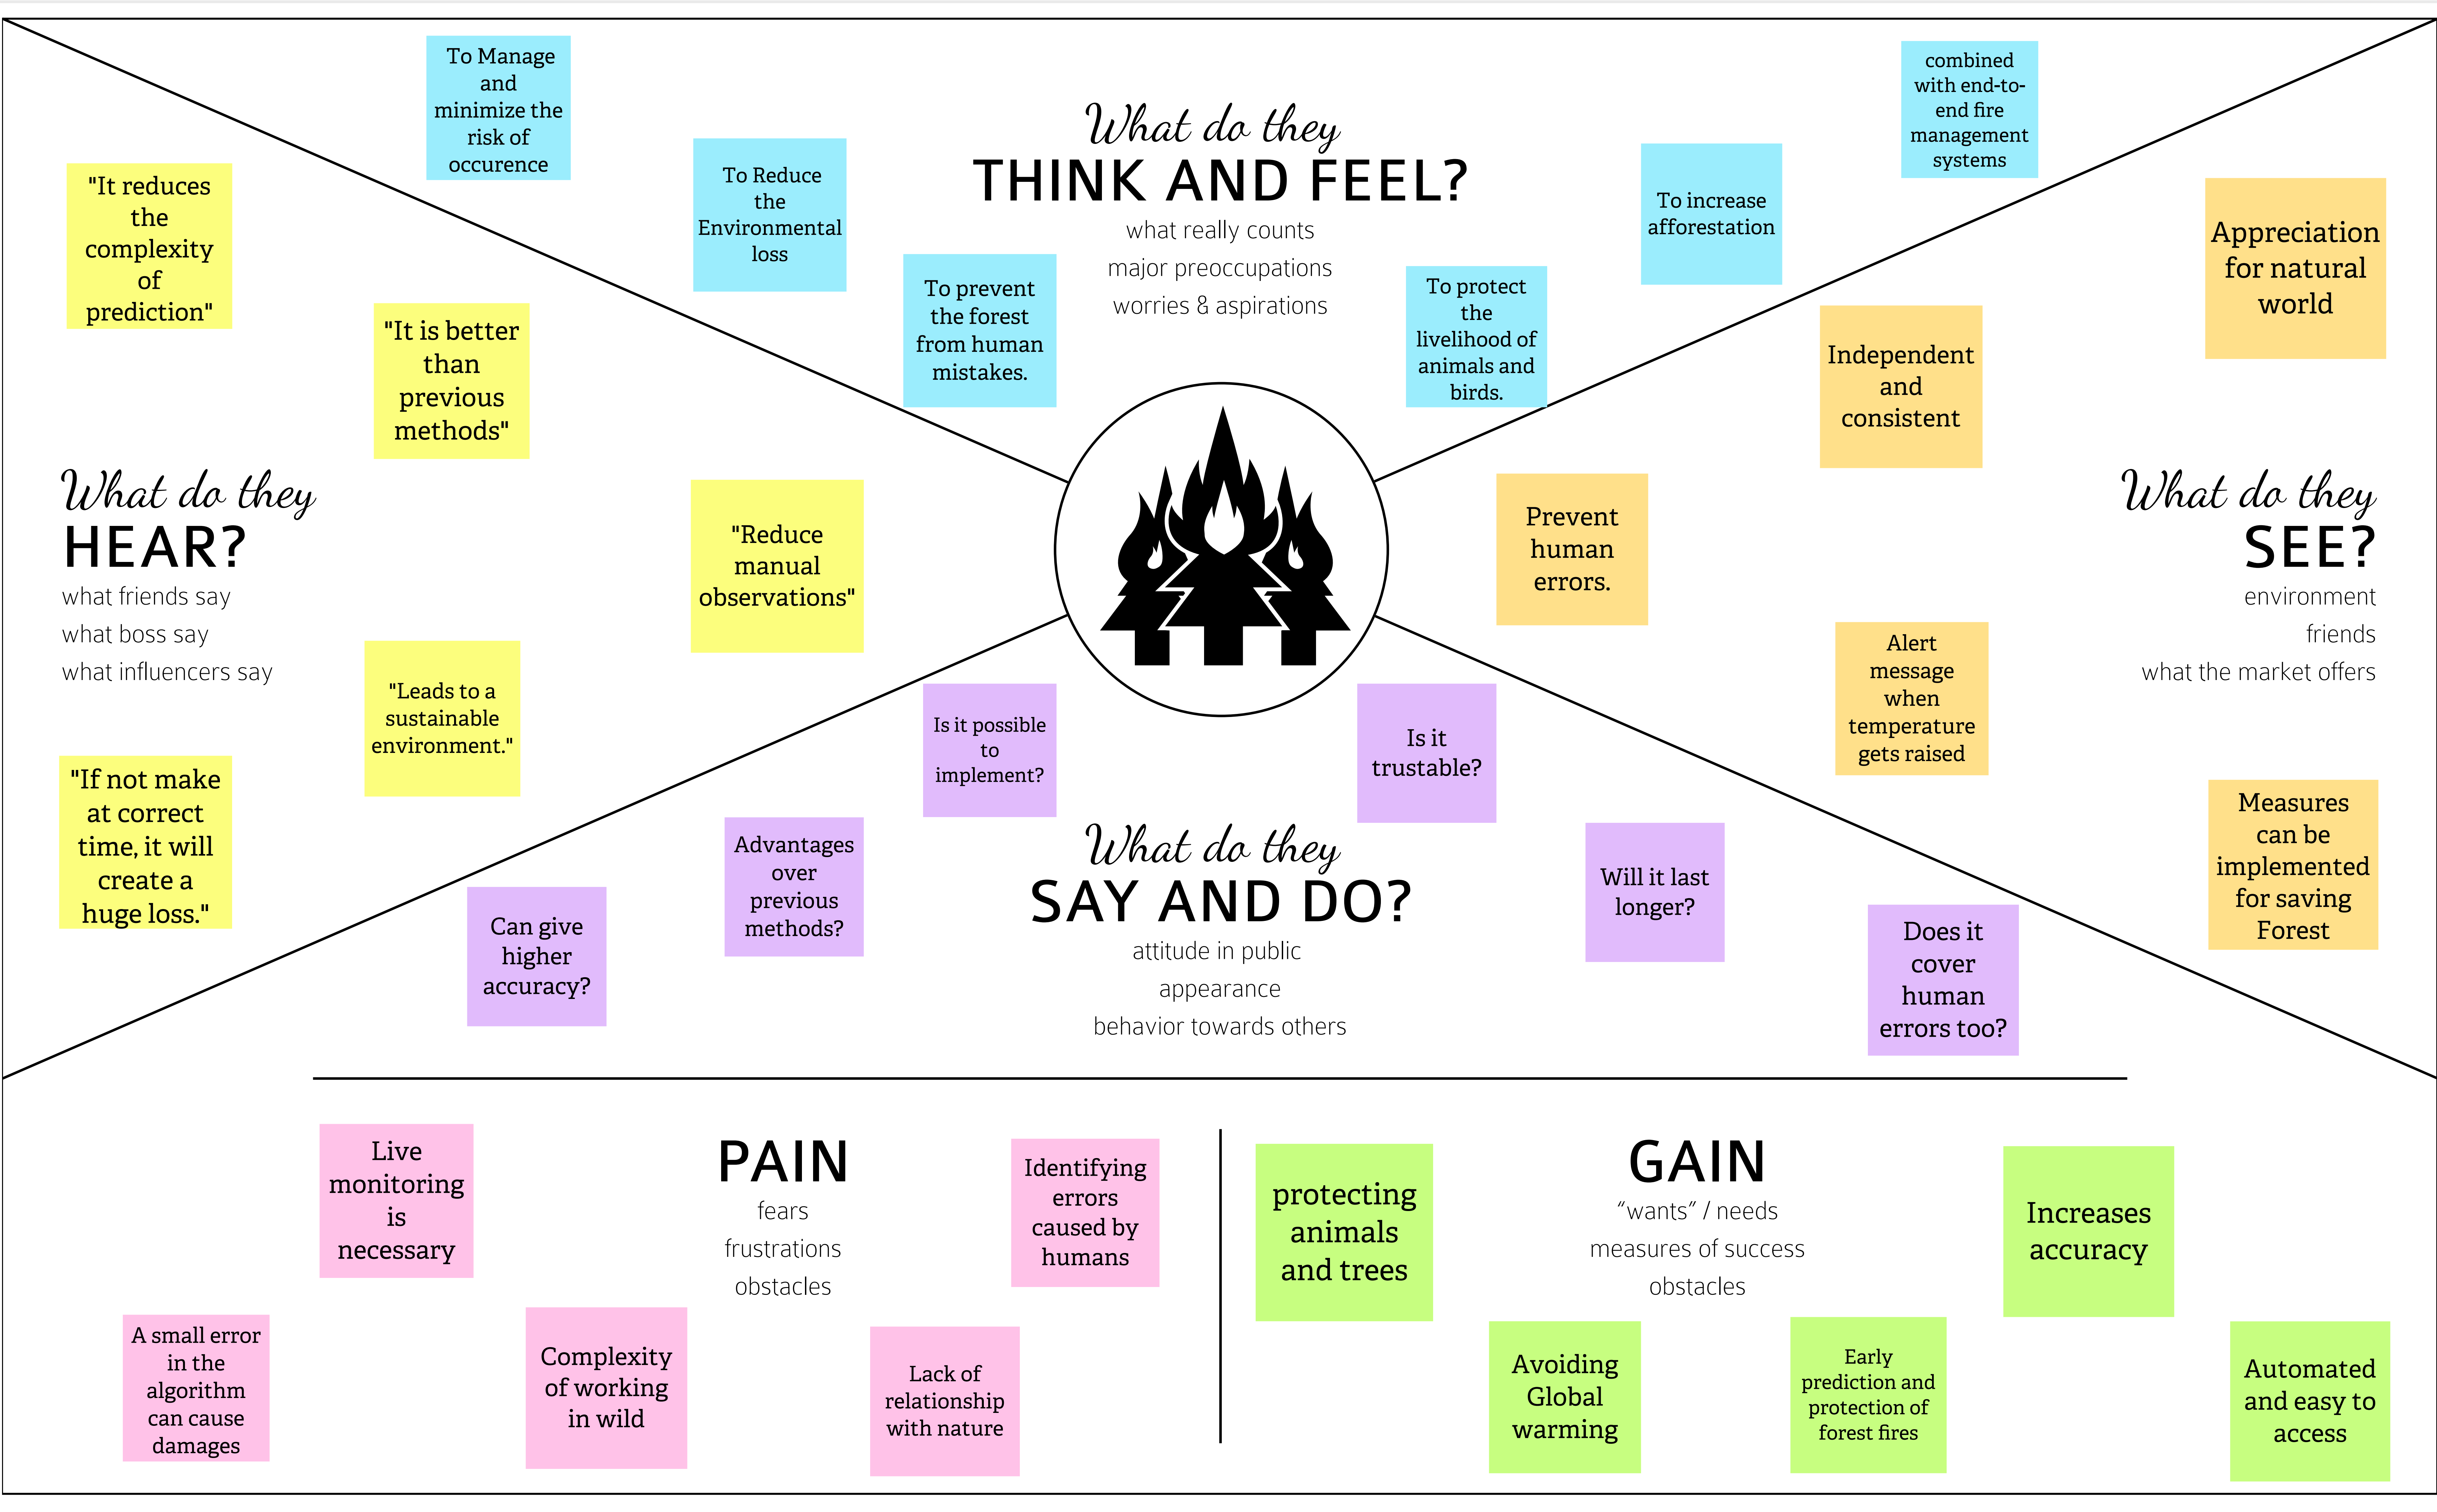 What do they
THINK AND FEEL?
what really counts
major preoccupations
worries & aspirations
To Manage
and
minimize the
risk of
occurence
To Reduce
the
Environmental
loss
To prevent
the forest
from human
mistakes.
To protect
the
livelihood of
animals and
birds.
To increase
afforestation
combined
with end-to-
end fire
management
systems
What do they
HEAR?
what friends say
what boss say
what influencers say
"It reduces
the
complexity
of
prediction"
"It is better
than
previous
methods"
"Reduce
manual
observations"
"Leads to a
sustainable
environment."
"If not make
at correct
time, it will
create a
huge loss."
What do they
SEE?
environment
friends
what the market offers
Appreciation
for natural
world
Independent
and
consistent
Prevent
human
errors.
Alert
message
when
temperature
gets raised
Measures
can be
implemented
for saving
Forest
What do they
SAY AND DO?
attitude in public
appearance
behavior towards others
Is it possible
to
implement?
Advantages
over
previous
methods?
Can give
higher
accuracy?
Is it
trustable?
Will it last
longer?
Does it
cover
human
errors too?
PAIN
fears
frustrations
obstacles
Live
monitoring
is
necessary
A small error
in the
algorithm
can cause
damages
Complexity
of working
in wild
Identifying
errors
caused by
humans
Lack of
relationship
with nature
GAIN
“wants” / needs
measures of success
obstacles
protecting
animals
and trees
Avoiding
Global
warming
Early
prediction and
protection of
forest fires
Increases
accuracy
Automated
and easy to
access